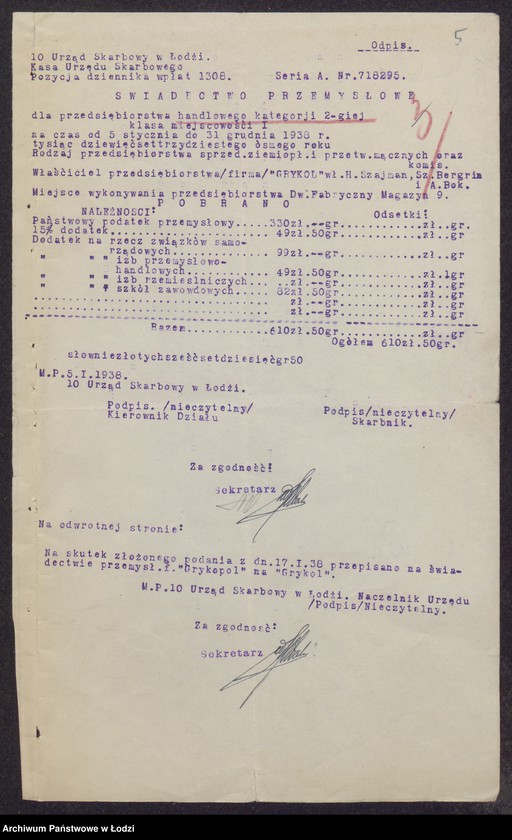 Odpis. 5
10 Urząd Skarbowy w Łodżi.
Kasa Urzędu Skarbowego
Pozycja dziennika wpłat 1308. Seria A. Nr.718295.
S W I A D E C T W O P R Z E M Y S Ł O W E
dla przedsiębiorstwa handlowego kategorji 2-giej
klasa miejscowości I
na czas od 5 stycznia do 31 grudnia 1938 r.
tysiąc dziewięćsettrzydziestego ósmego roku
Rodzaj przedsiębiorstwa sprzed.ziemiopł.i przetw.mącznych oraz
komis.
Właściciel przedsiębiorstwa/firma/"GRYKOL"wł.H.Szajman,Sz.Bergrin
i A.Bok.
Miejsce wykonywania przedsiębiorstwa Dw.Fabryczny Magazyn 9.
P O B R A N O
NALEŻNOŚCI: Odsetki:
Państwowy podatek przemysłowy....330zł.--gr............zł..gr.
15% dodatek...................... 49zł.50gr............zł..gr.
Dodatek na rzecz związków samo-
rządowych............ 99zł.--gr............zł..gr.
" " " izb przemysłowo-
handlowych........... 49zł.50gr............zł..gr.
" " " izb rzemieslniczych.... zł.--gr............zł..gr.
" " " szkół zawowdowych..... 82zł.50gr............zł..gr.
................................. zł.--gr............zł..gr.
................................. zł.--gr............zł..gr.
Razem............610zł.50gr ............zł..gr
Ogółem 610zł.50gr.
słowniezłotychsześćsetdziesięćgr50
M.P.5.I.1938.
10 Urząd Skarbowy w Łodżi.
Podpis. /nieczytelny/ Podpis/nieczytelny/
Kierownik Działu Skarbnik.
Za zgodność:
Sekretarz
Na odwrotnej stronie:
Na skutek złożonego podania z dn.17.I.38 przepisano na świa-
dectwie przemysł.f."Grykopol" na "Grykol".
M.P.10 Urząd Skarbowy w Łodżi. Naczelnik Urzędu
/Podpis/Nieczytelny.
Za zgodność:
Sekretarz
Archiwum Państwowe w Łodzi